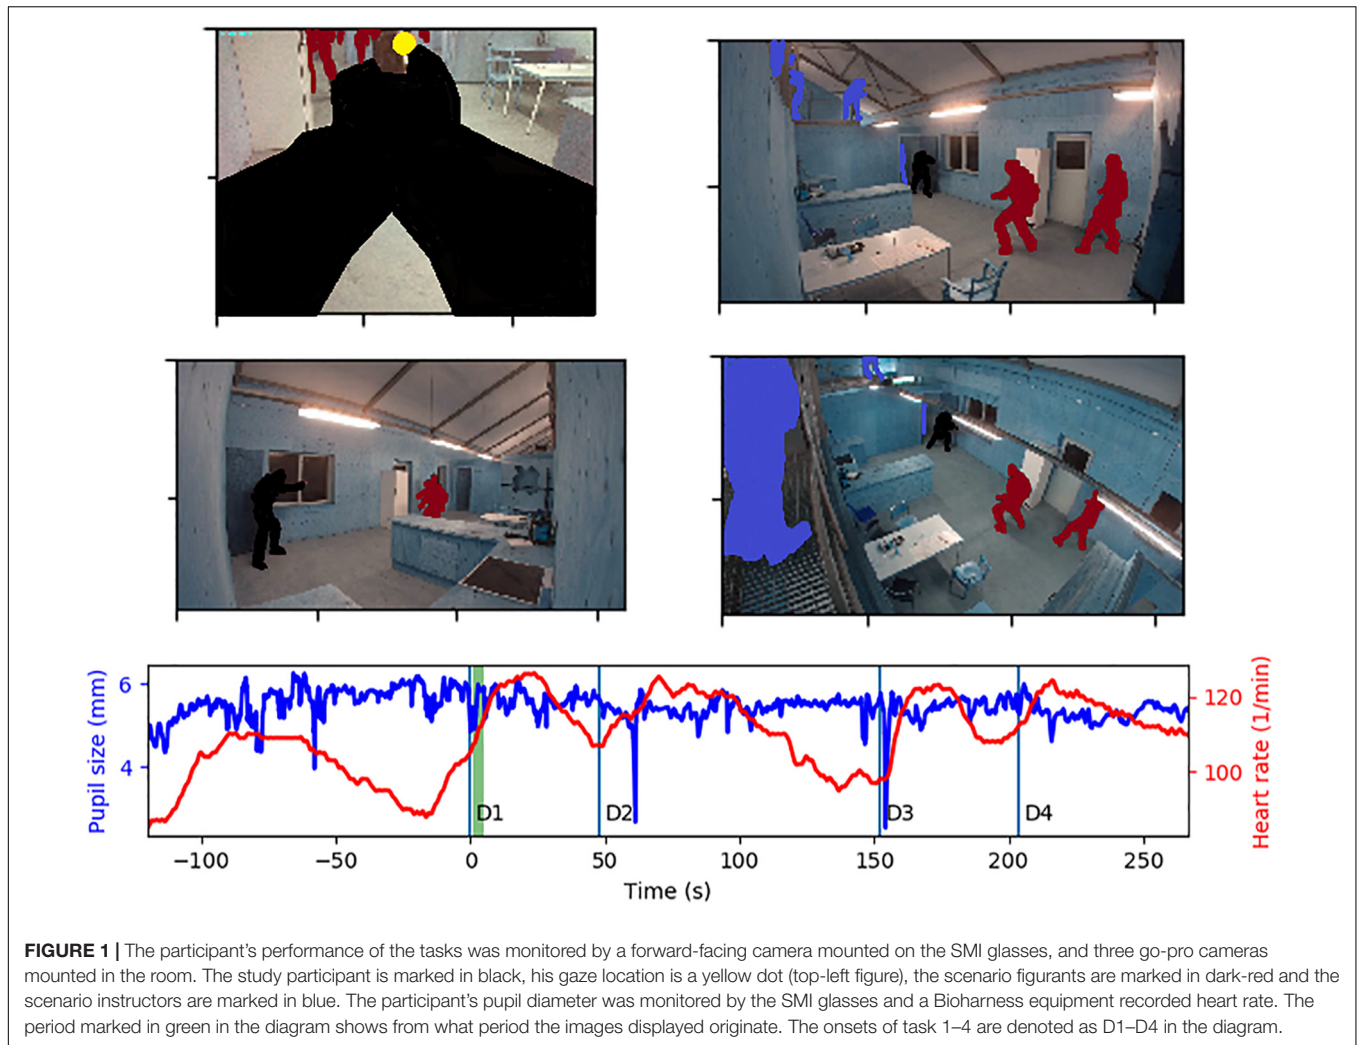 6
4
Pupil size (mm)
120
100
Heart rate (1/min)
D1
D2
D3
D4
−100
−50
0
50
100
150
200
250
Time (s)
FIGURE 1 | The participant's performance of the tasks was monitored by a forward-facing camera mounted on the SMI glasses, and three go-pro cameras
mounted in the room. The study participant is marked in black, his gaze location is a yellow dot (top-left figure), the scenario figurants are marked in dark-red and the
scenario instructors are marked in blue. The participant's pupil diameter was monitored by the SMI glasses and a Bioharness equipment recorded heart rate. The
period marked in green in the diagram shows from what period the images displayed originate. The onsets of task 1–4 are denoted as D1–D4 in the diagram.